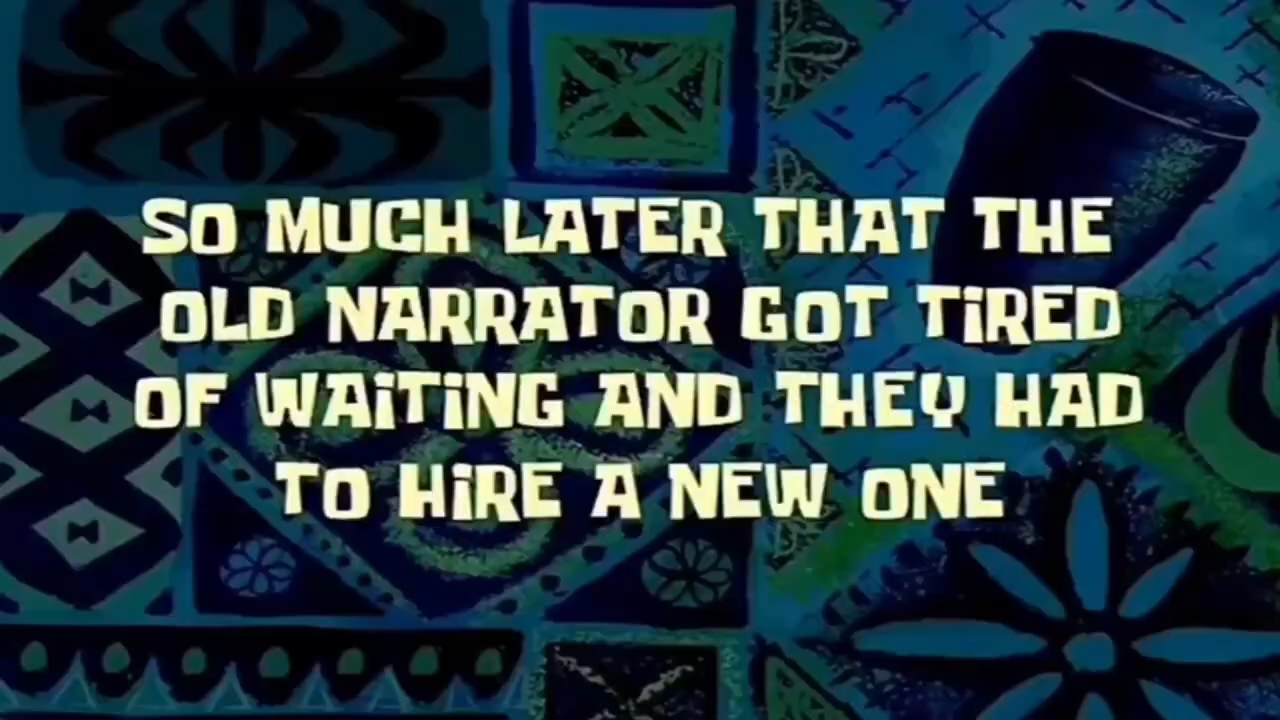 SO MUCH LATER THAT THE
OLD NARRATOR GOT TiRED
OF WAiTiNG AND THEY HAD
TO HiRE A NEW ONE